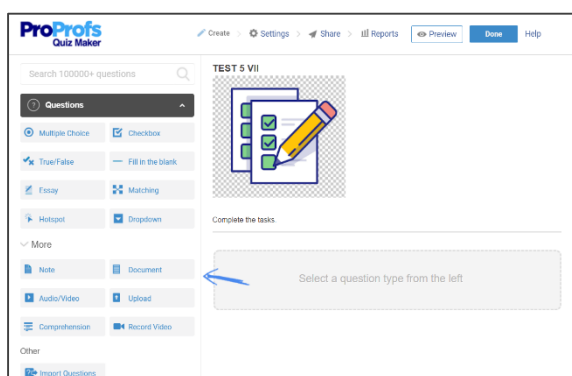 ProProfs
Quiz Maker
Create > Settings > Share > Reports Preview Done Help
Search 100000+ questions
Questions
Multiple Choice Checkbox
True/False Fill in the blank
Essay Matching
Hotspot Dropdown
More
Note Document
Audio/Video Upload
Comprehension Record Video
Other
Import Questions
TEST 5 VII
Complete the tasks.
Select a question type from the left